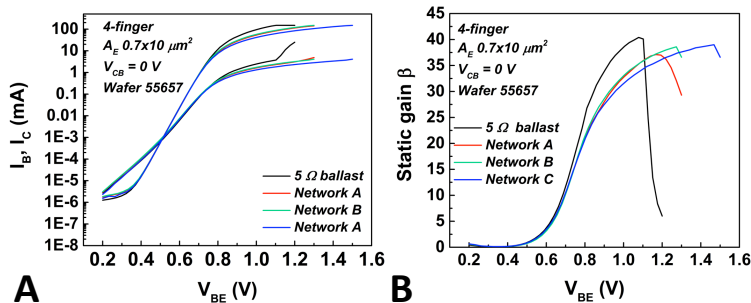 4-finger
A_E 0.7x10 μm²
V_CB = 0 V
Wafer 55657
I_B, I_C (mA)
100
10
1
0.1
0.01
1E-3
1E-4
1E-5
1E-6
1E-7
1E-8
5 Ω ballast
Network A
Network B
Network A
0.0 0.2 0.4 0.6 0.8 1.0 1.2 1.4 1.6
V_BE (V)
A
4-finger
A_E 0.7x10 μm²
V_CB = 0 V
Wafer 55657
Static gain β
45
40
35
30
25
20
15
10
5
0
5 Ω ballast
Network A
Network B
Network C
0.0 0.2 0.4 0.6 0.8 1.0 1.2 1.4 1.6
V_BE (V)
B